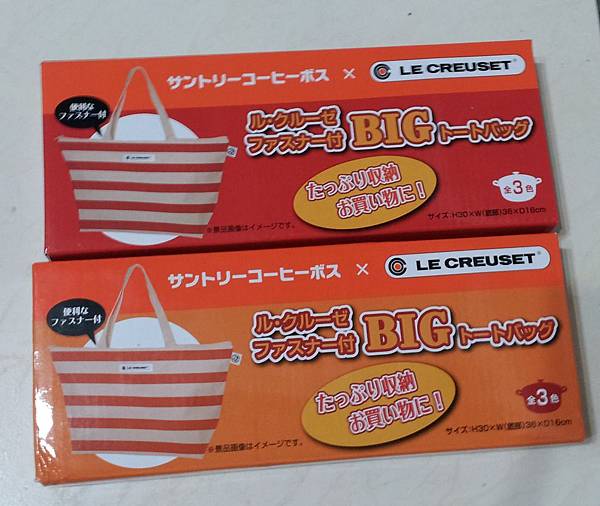 サントリーコーヒーボス × LE CREUSET
便利な
ファスナー付
LE CREUSET
ル・クルーゼ
ファスナー付 BIG トートバッグ
たっぷり収納
お買い物に!
全3色
※景品画像はイメージです。
サイズ:H30×W(底部)36×D16cm
サントリーコーヒーボス × LE CREUSET
便利な
ファスナー付
LE CREUSET
ル・クルーゼ
ファスナー付 BIG トートバッグ
たっぷり収納
お買い物に!
全3色
※景品画像はイメージです。
サイズ:H30×W(底部)36×D16cm